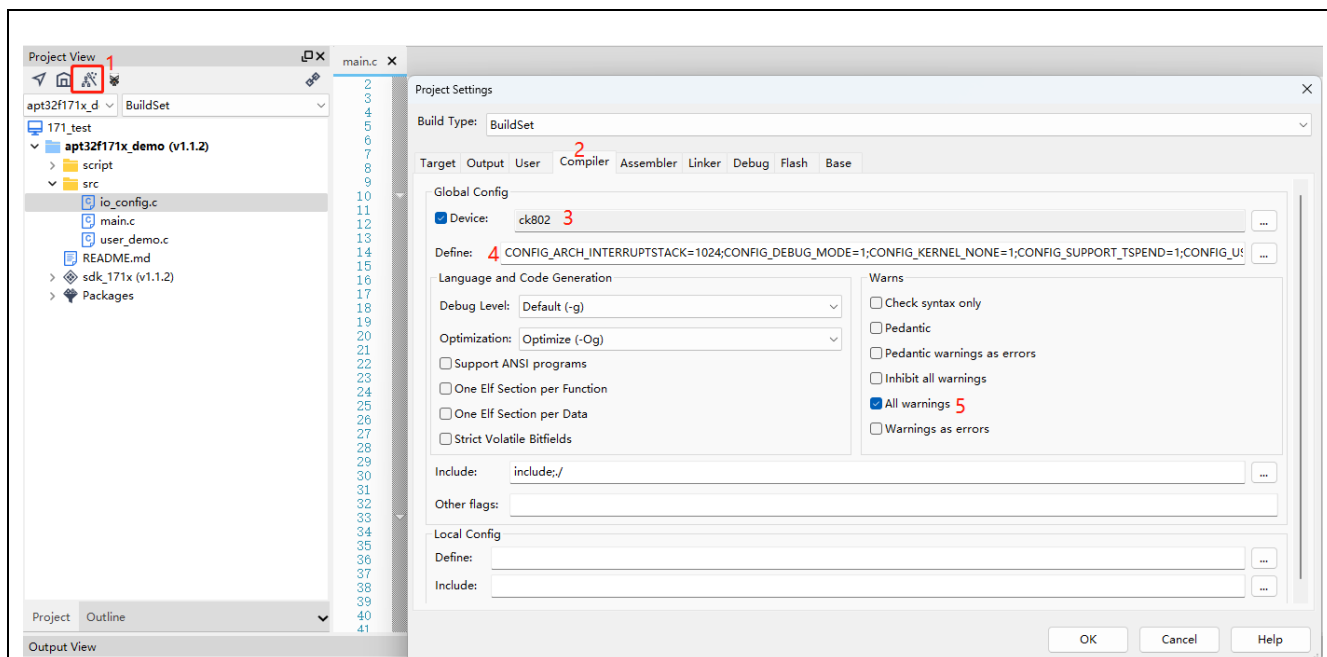 Project View
1
apt32f171x_d
BuildSet
171_test
apt32f171x_demo (v1.1.2)
script
src
io_config.c
main.c
user_demo.c
README.md
sdk_171x (v1.1.2)
Packages
Project
Outline
Output View
main.c
2
3
4
5
6
7
8
9
10
11
12
13
14
15
16
17
18
19
20
21
22
23
24
25
26
27
28
29
30
31
32
33
34
35
36
37
38
39
40
41
Project Settings
Build Type: BuildSet
2
Target Output User Compiler Assembler Linker Debug Flash Base
Global Config
Device: ck802 3
...
Define: 4 CONFIG_ARCH_INTERRUPTSTACK=1024;CONFIG_DEBUG_MODE=1;CONFIG_KERNEL_NONE=1;CONFIG_SUPPORT_TSPEND=1;CONFIG_US
...
Language and Code Generation
Debug Level: Default (-g)
Optimization: Optimize (-Og)
Support ANSI programs
One Elf Section per Function
One Elf Section per Data
Strict Volatile Bitfields
Warns
Check syntax only
Pedantic
Pedantic warnings as errors
Inhibit all warnings
All warnings 5
Warnings as errors
Include: include;./
...
Other flags:
Local Config
Define:
...
Include:
...
OK
Cancel
Help